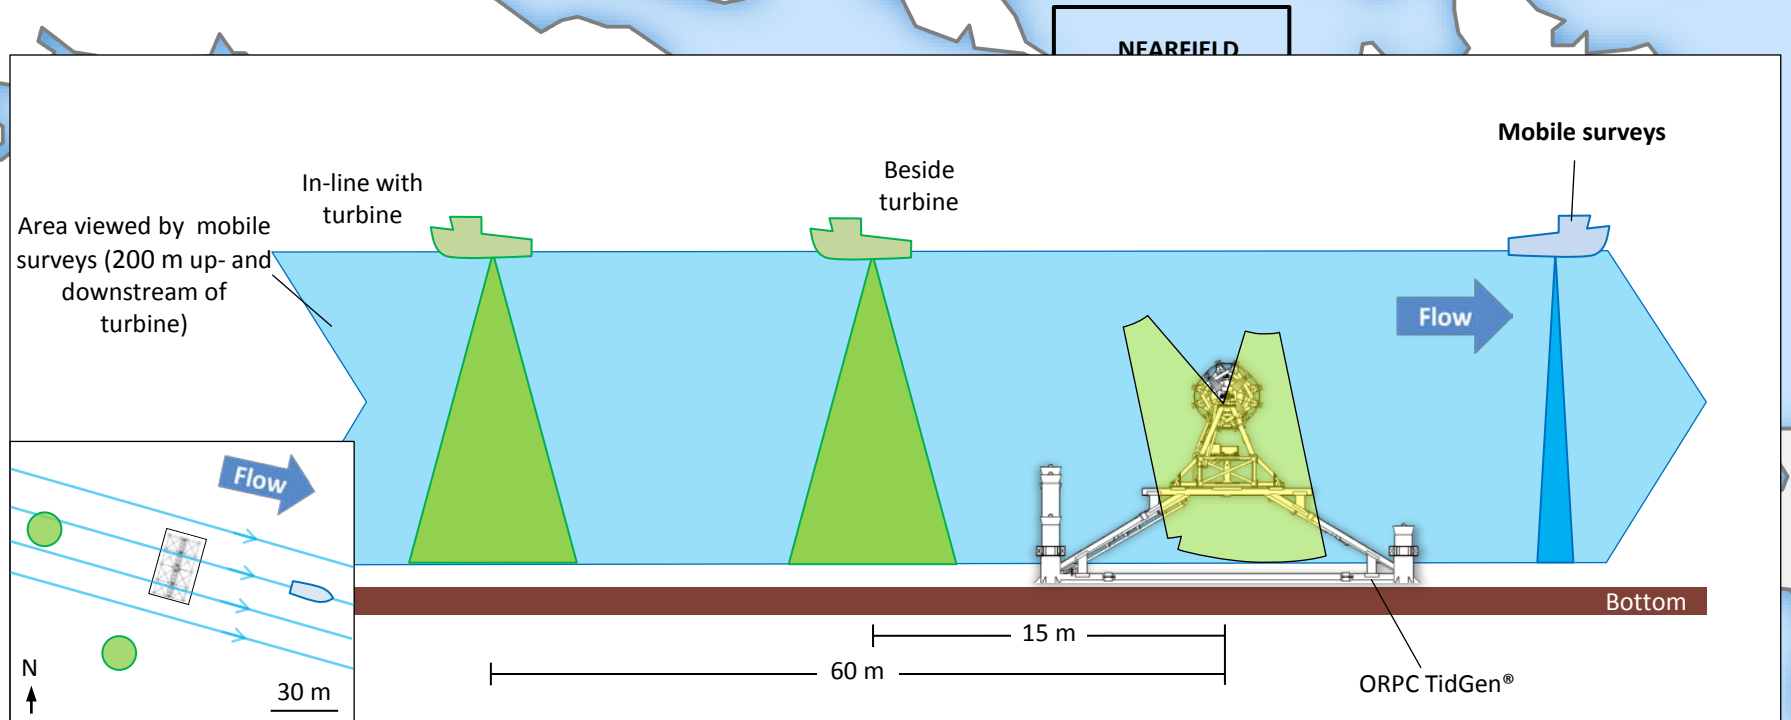 NEARFIELD
Mobile surveys
Beside
turbine
In-line with
turbine
Area viewed by mobile
surveys (200 m up- and
downstream of
turbine)
Flow
Flow
Bottom
15 m
60 m
ORPC TidGen®
N
30 m